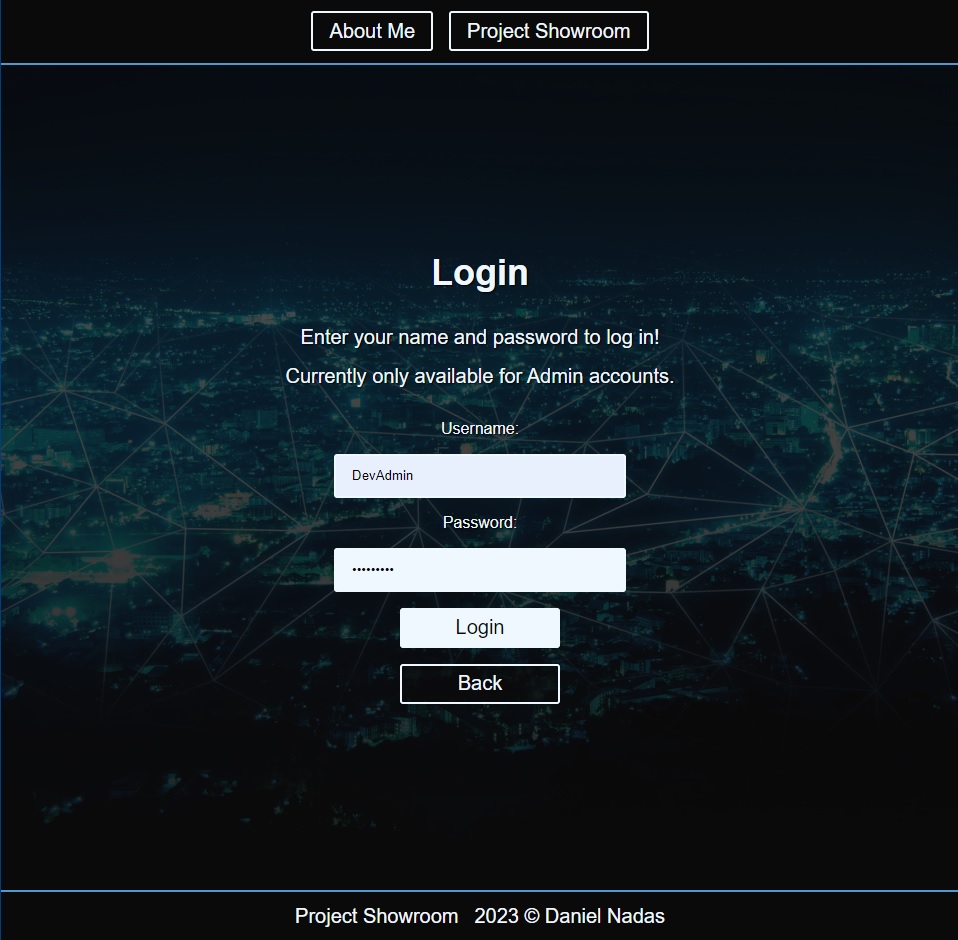 About Me Project Showroom
Login
Enter your name and password to log in!
Currently only available for Admin accounts.
Username:
DevAdmin
Password:
•••••••••
Login
Back
Project Showroom 2023 © Daniel Nadas